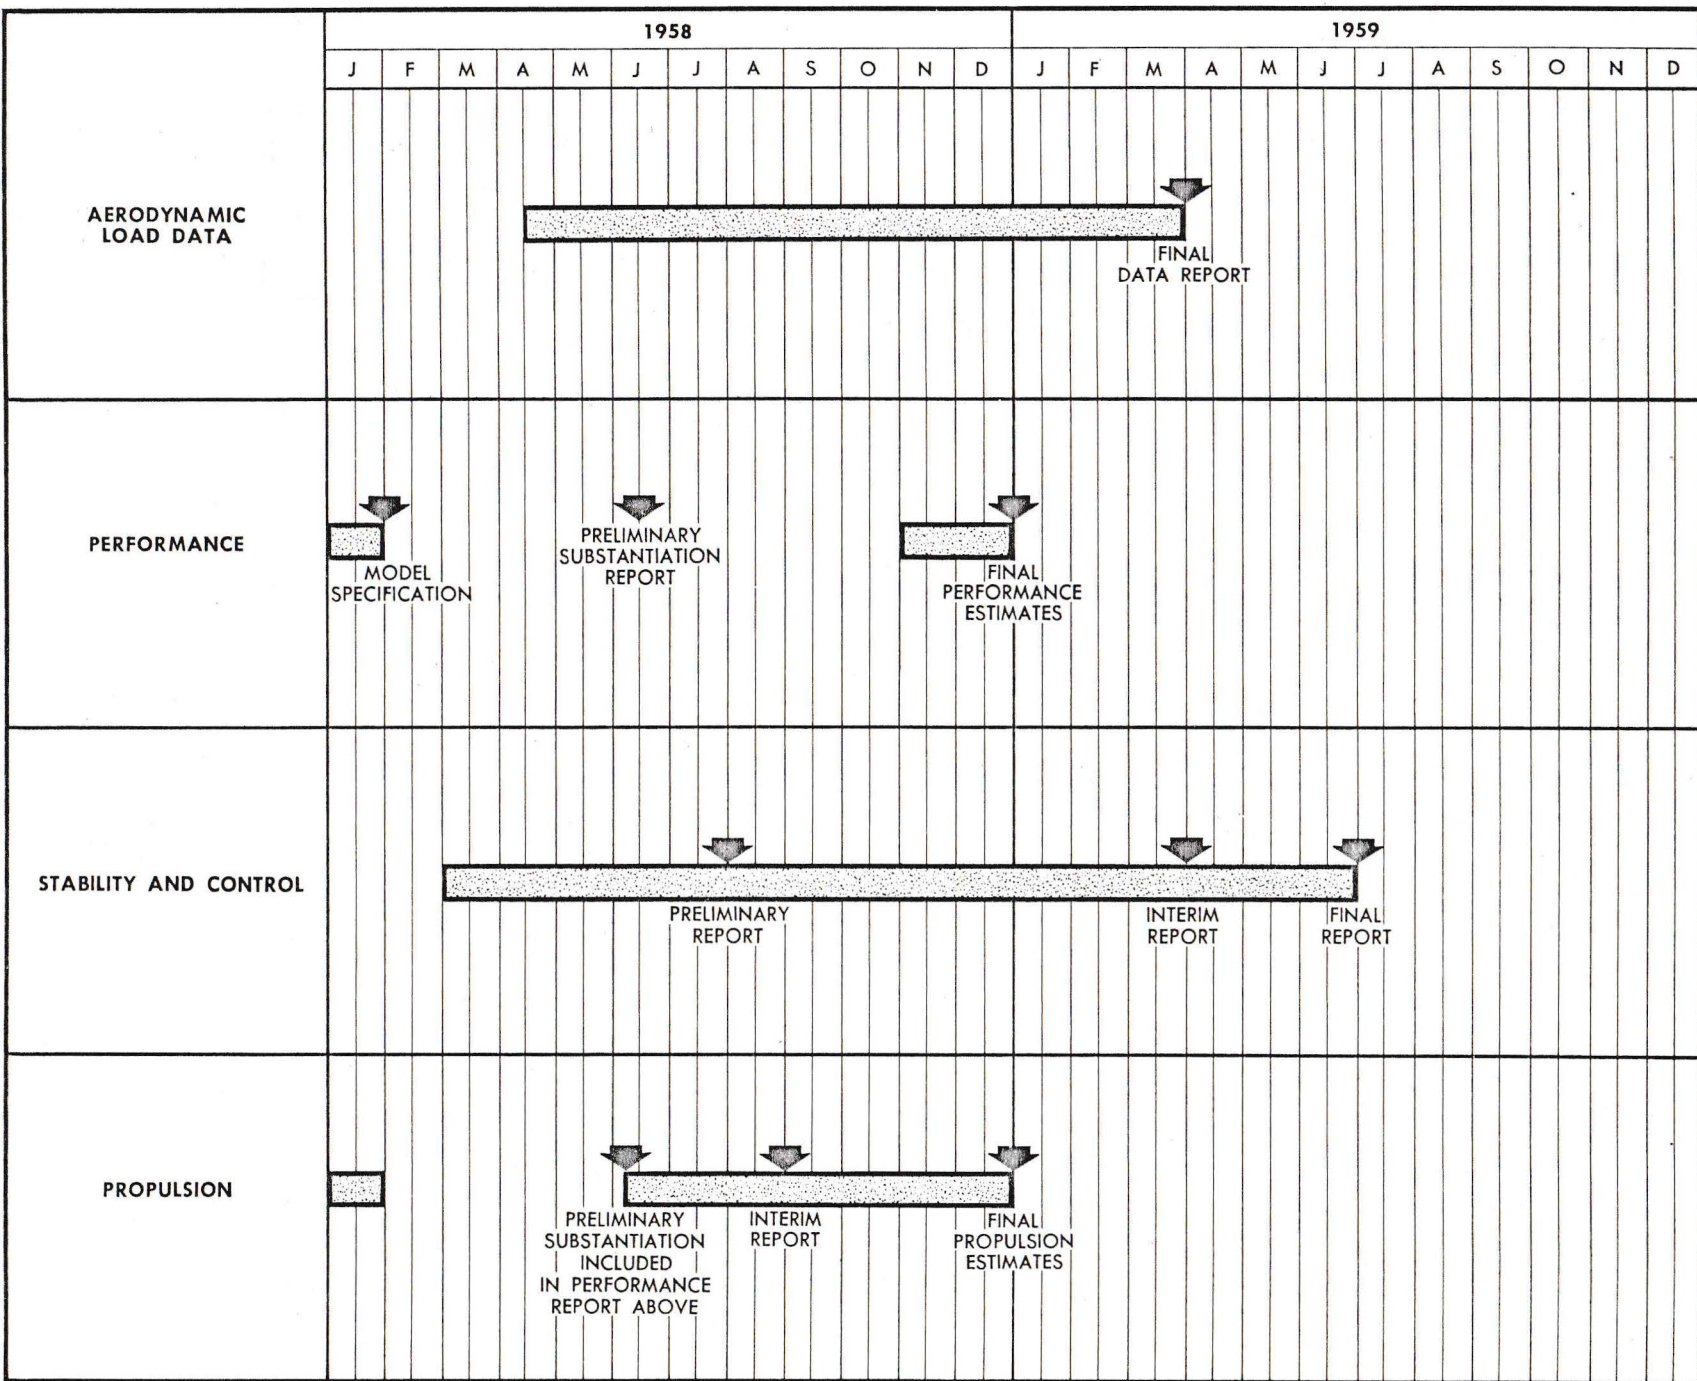 1958 1959
J F M A M J J A S O N D J F M A M J J A S O N D
AERODYNAMIC
LOAD DATA
FINAL
DATA REPORT
PERFORMANCE
MODEL
SPECIFICATION
PRELIMINARY
SUBSTANTIATION
REPORT
FINAL
PERFORMANCE
ESTIMATES
STABILITY AND CONTROL
PRELIMINARY
REPORT
INTERIM
REPORT
FINAL
REPORT
PROPULSION
PRELIMINARY
SUBSTANTIATION
INCLUDED
IN PERFORMANCE
REPORT ABOVE
INTERIM
REPORT
FINAL
PROPULSION
ESTIMATES